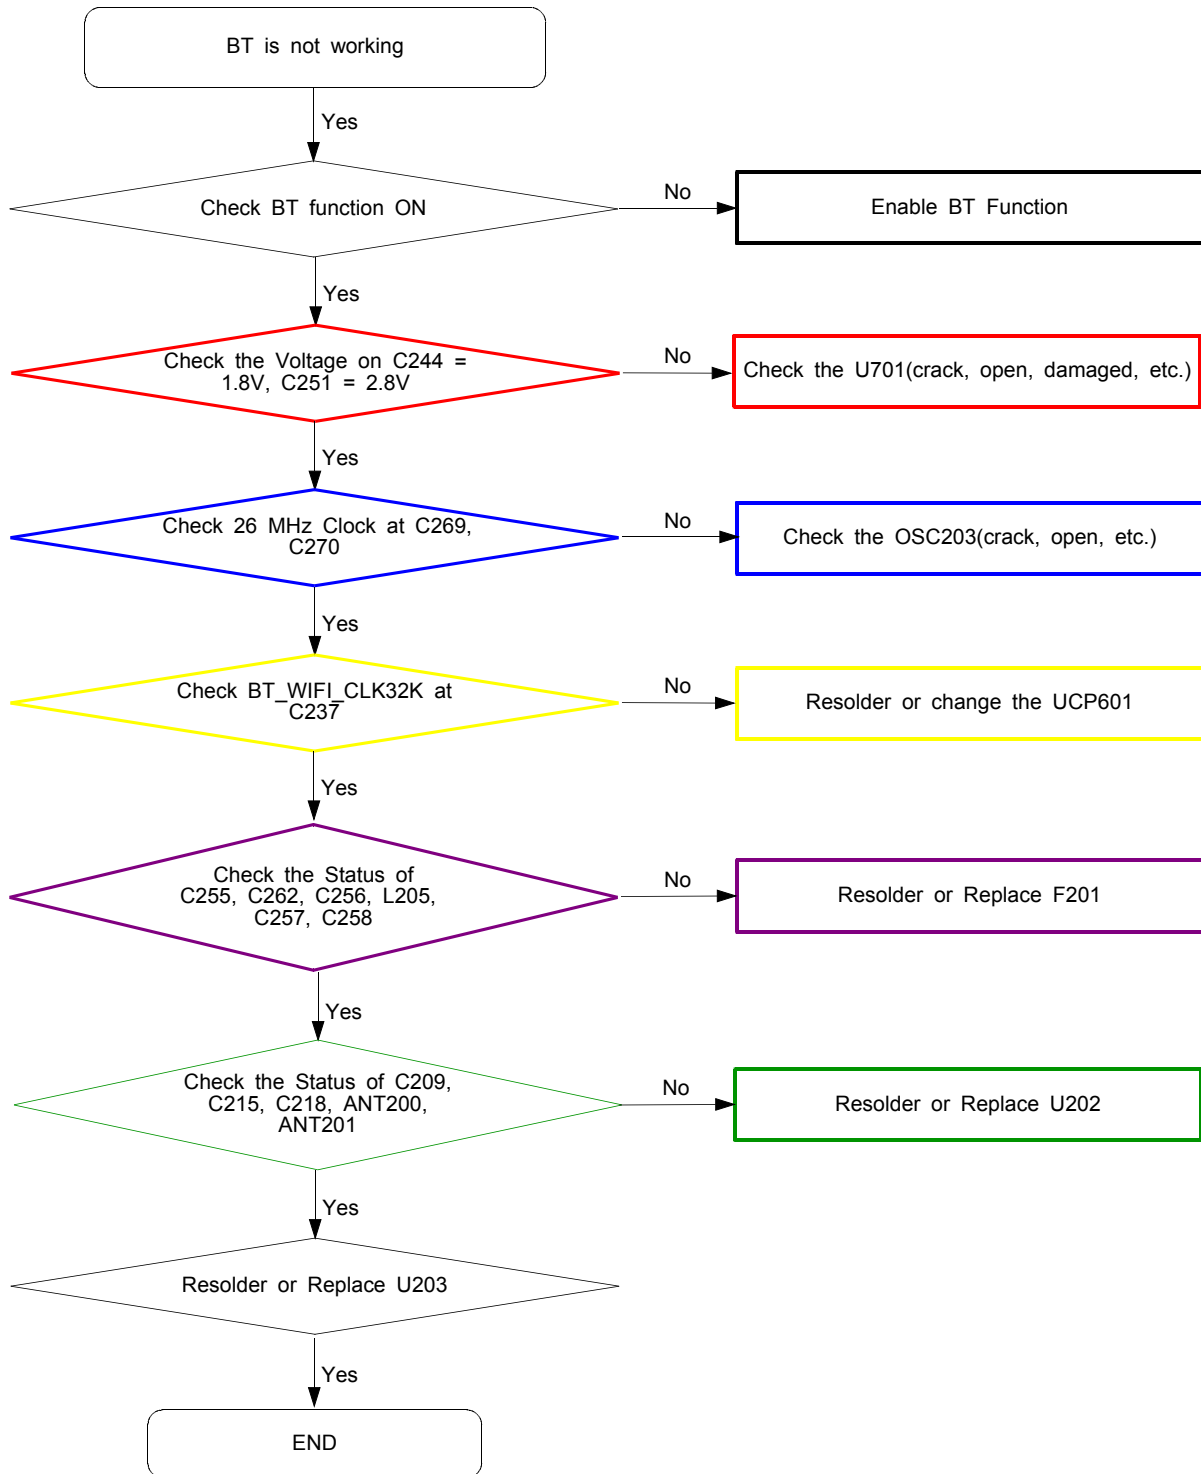 BT is not working
Yes
Check BT function ON
No
Enable BT Function
Yes
Check the Voltage on C244 =
1.8V, C251 = 2.8V
No
Check the U701(crack, open, damaged, etc.)
Yes
Check 26 MHz Clock at C269,
C270
No
Check the OSC203(crack, open, etc.)
Yes
Check BT_WIFI_CLK32K at
C237
No
Resolder or change the UCP601
Yes
Check the Status of
C255, C262, C256, L205,
C257, C258
No
Resolder or Replace F201
Yes
Check the Status of C209,
C215, C218, ANT200,
ANT201
No
Resolder or Replace U202
Yes
Resolder or Replace U203
Yes
END